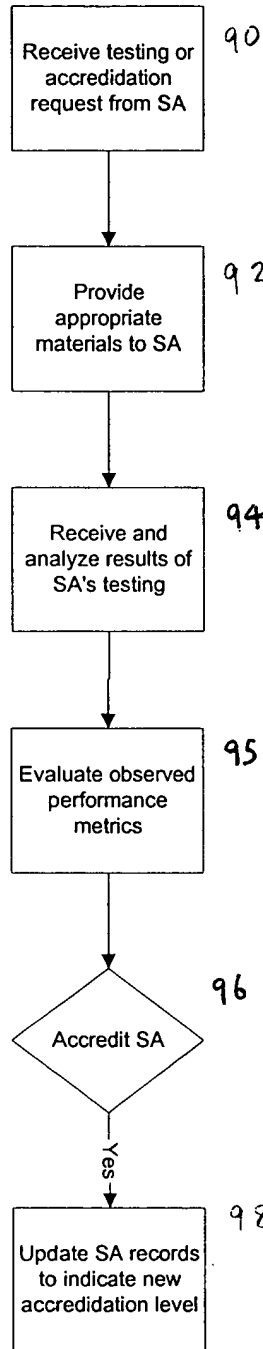 Receive testing or
accredidation
request from SA
90
Provide
appropriate
materials to SA
92
Receive and
analyze results of
SA's testing
94
Evaluate observed
performance
metrics
95
Accredit SA
96
Yes
Update SA records
to indicate new
accredidation level
98